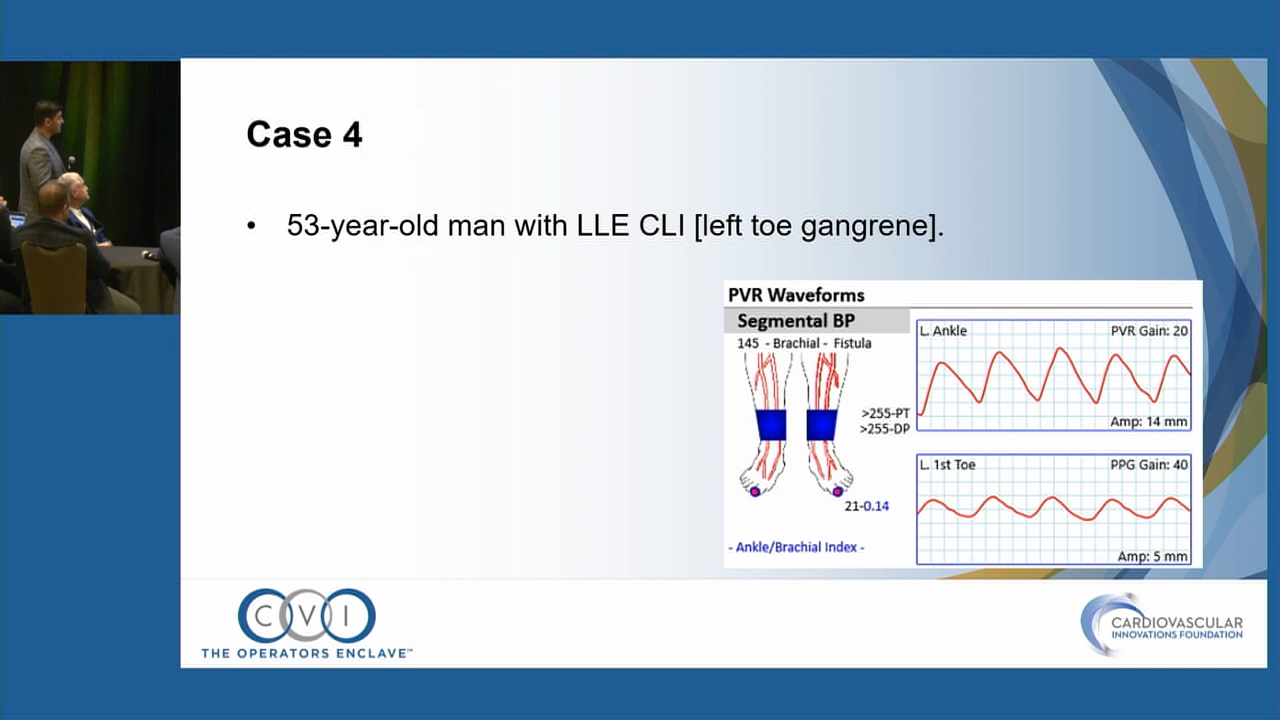 Case 4
• 53-year-old man with LLE CLI [left toe gangrene].
PVR Waveforms
Segmental BP
145 - Brachial - Fistula
>255-PT
>255-DP
21-0.14
- Ankle/Brachial Index -
L. Ankle PVR Gain: 20
Amp: 14 mm
L. 1st Toe PPG Gain: 40
Amp: 5 mm
CVI
THE OPERATORS ENCLAVE™
CARDIOVASCULAR
INNOVATIONS FOUNDATION